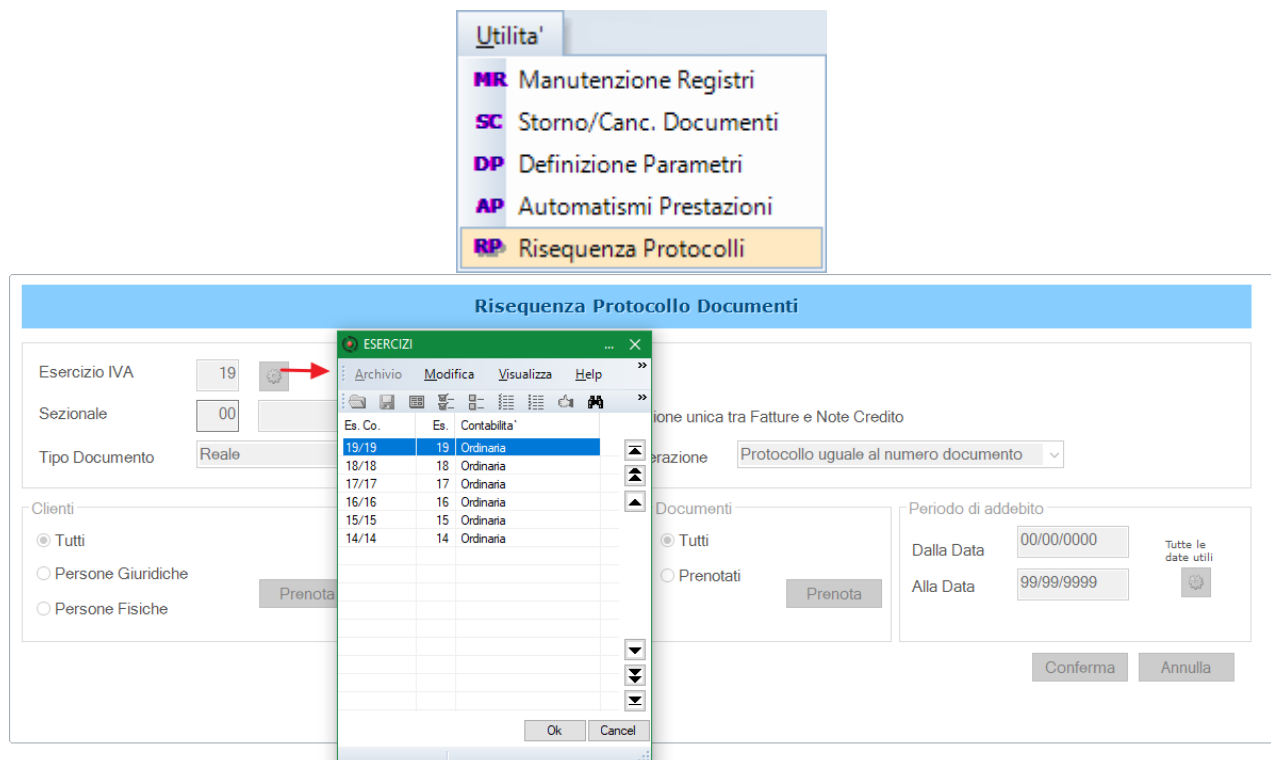 Utilita'
MR Manutenzione Registri
SC Storno/Canc. Documenti
DP Definizione Parametri
AP Automatismi Prestazioni
RP Risequenza Protocolli
Risequenza Protocollo Documenti
ESERCIZI ...
Archivio Modifica Visualizza Help »
»
Es. Co. Es. Contabilita`
19/19 19 Ordinaria
18/18 18 Ordinaria
17/17 17 Ordinaria
16/16 16 Ordinaria
15/15 15 Ordinaria
14/14 14 Ordinaria
Ok Cancel
Esercizio IVA 19
Sezionale 00
ione unica tra Fatture e Note Credito
Tipo Documento Reale
erazione Protocollo uguale al numero documento
Clienti
Tutti
Persone Giuridiche
Persone Fisiche
Prenota
Documenti
Tutti
Prenotati
Prenota
Periodo di addebito
Dalla Data 00/00/0000
Alla Data 99/99/9999
Tutte le
date utili
Conferma Annulla